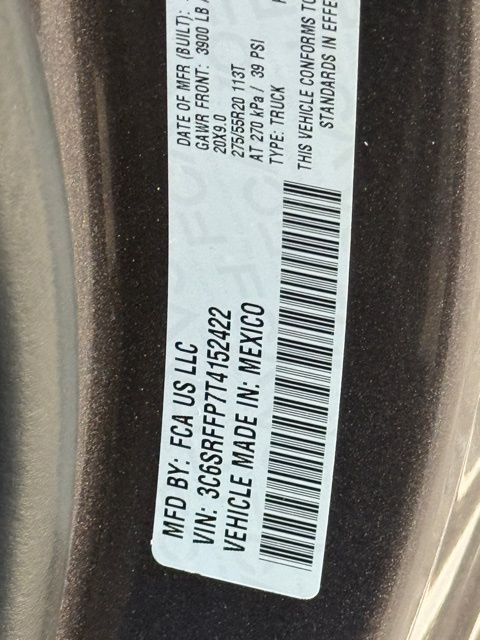 MFD BY: FCA US LLC
DATE OF MFR (BUILT):
GAWR FRONT: 3900 LB
20X9.0
275/55R20 113T
AT 270 kPa / 39 PSI
TYPE: TRUCK
VIN: 3C6SRFFP7T4152422
VEHICLE MADE IN: MEXICO
THIS VEHICLE CONFORMS TO
STANDARDS IN EFFE